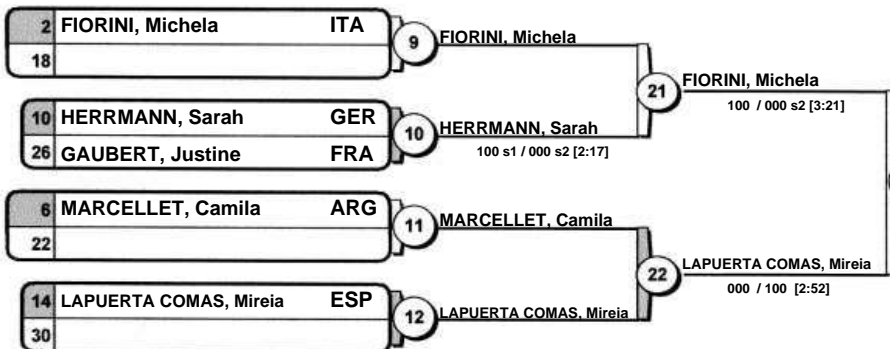 2 FIORINI, Michela ITA
18
9
FIORINI, Michela
10 HERRMANN, Sarah GER
26 GAUBERT, Justine FRA
10
HERRMANN, Sarah
100 s1 / 000 s2 [2:17]
21
FIORINI, Michela
100 / 000 s2 [3:21]
6 MARCELLET, Camila ARG
22
11
MARCELLET, Camila
14 LAPUERTA COMAS, Mireia ESP
30
12
LAPUERTA COMAS, Mireia
22
LAPUERTA COMAS, Mireia
000 / 100 [2:52]